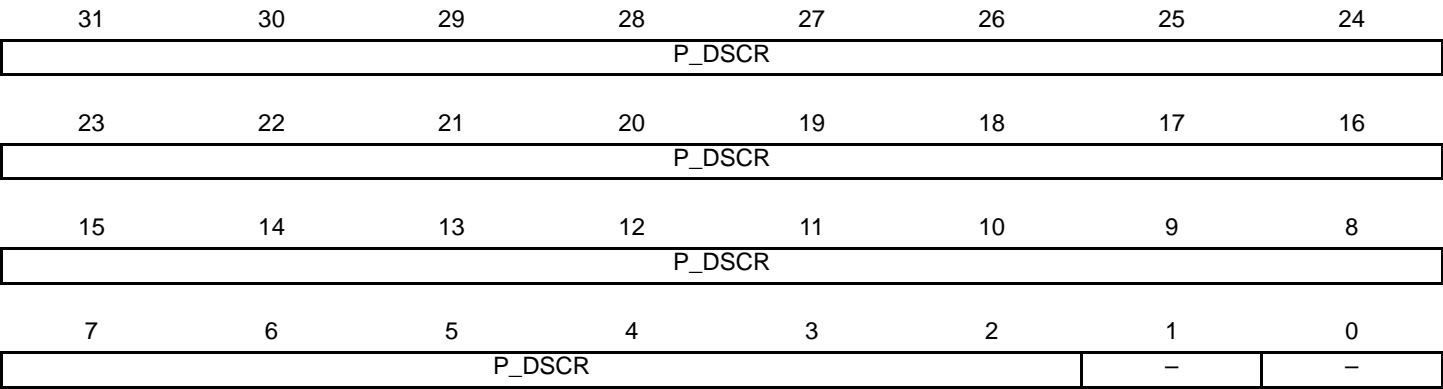 31 30 29 28 27 26 25 24
P_DSCR
23 22 21 20 19 18 17 16
P_DSCR
15 14 13 12 11 10 9 8
P_DSCR
7 6 5 4 3 2 1 0
P_DSCR – –